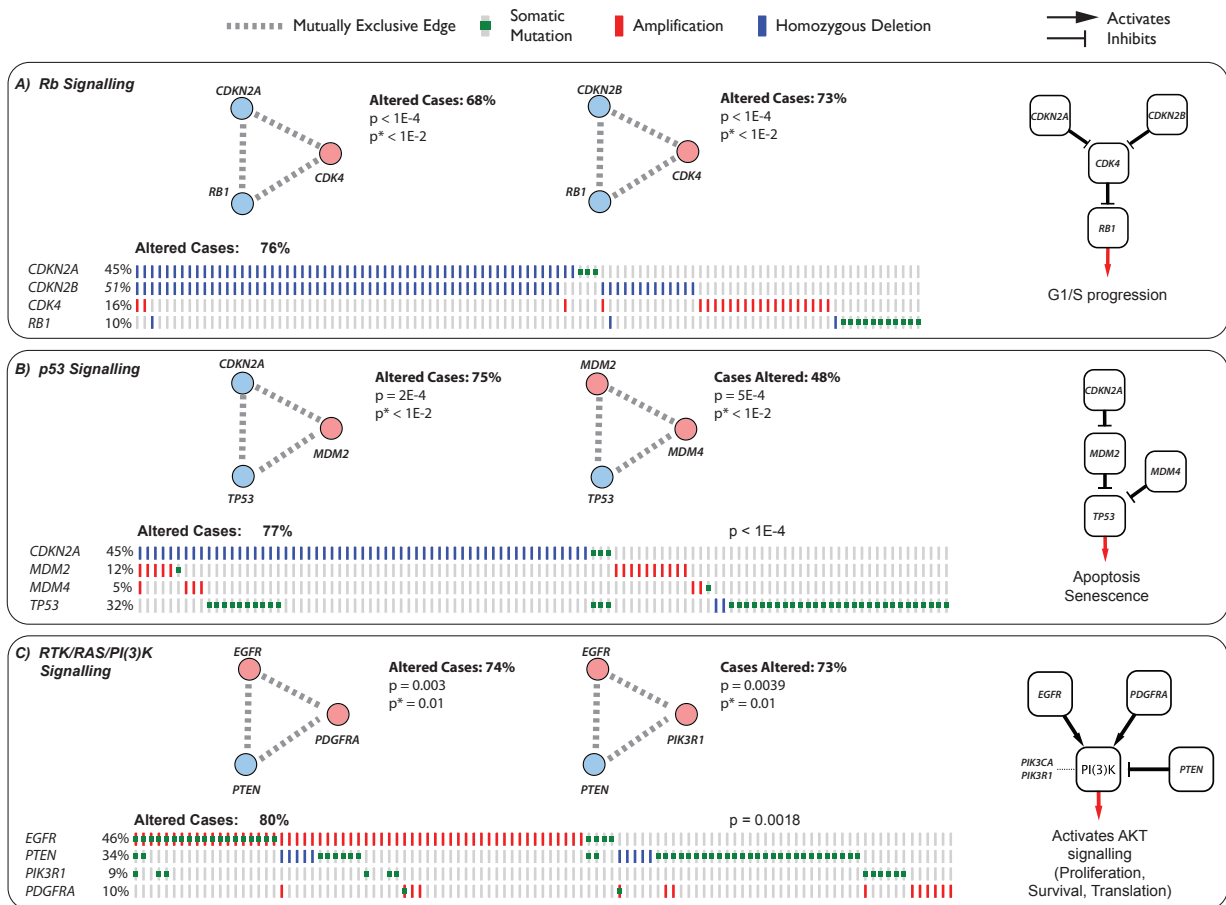 Mutually Exclusive Edge
Somatic
Mutation
Amplification
Homozygous Deletion
Activates
Inhibits
A) Rb Signalling
CDKN2A
CDK4
RB1
Altered Cases: 68%
p < 1E-4
p* < 1E-2
CDKN2B
CDK4
RB1
Altered Cases: 73%
p < 1E-4
p* < 1E-2
CDKN2A
CDKN2B
CDK4
RB1
G1/S progression
Altered Cases: 76%
CDKN2A 45%
CDKN2B 51%
CDK4 16%
RB1 10%
B) p53 Signalling
CDKN2A
MDM2
TP53
Altered Cases: 75%
p = 2E-4
p* < 1E-2
MDM2
MDM4
TP53
Cases Altered: 48%
p = 5E-4
p* < 1E-2
CDKN2A
MDM2
MDM4
TP53
Apoptosis
Senescence
Altered Cases: 77%
p < 1E-4
CDKN2A 45%
MDM2 12%
MDM4 5%
TP53 32%
C) RTK/RAS/PI(3)K
Signalling
EGFR
PDGFRA
PTEN
Altered Cases: 74%
p = 0.003
p* = 0.01
EGFR
PIK3R1
PTEN
Cases Altered: 73%
p = 0.0039
p* = 0.01
EGFR
PDGFRA
PIK3CA
PIK3R1
PI(3)K
PTEN
Activates AKT
signalling
(Proliferation,
Survival, Translation)
Altered Cases: 80%
p = 0.0018
EGFR 46%
PTEN 34%
PIK3R1 9%
PDGFRA 10%